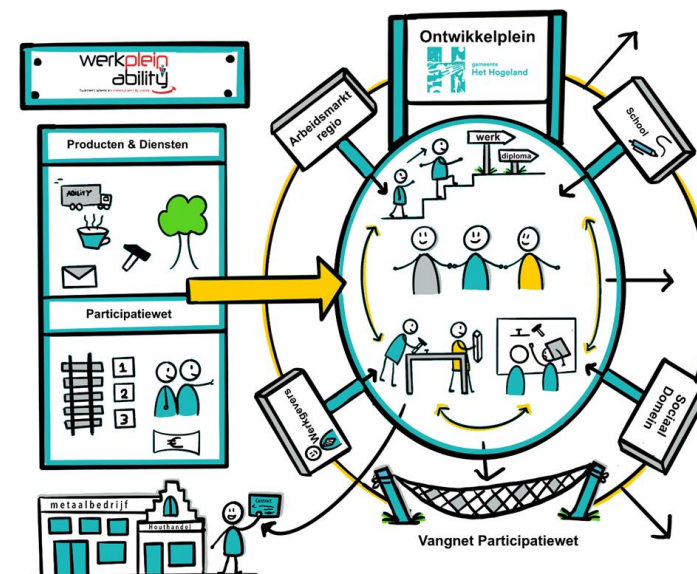 werkplein
ability
Producten & Diensten
ABILITY
Participatiewet
1
2
3
€
metaalbedrijf
Houthandel
Contract
Ontwikkelplein
gemeente
Het Hogeland
Arbeidsmarkt
regio
School
werk
diploma
Werkgevers
Sociaal
Domein
Vangnet Participatiewet